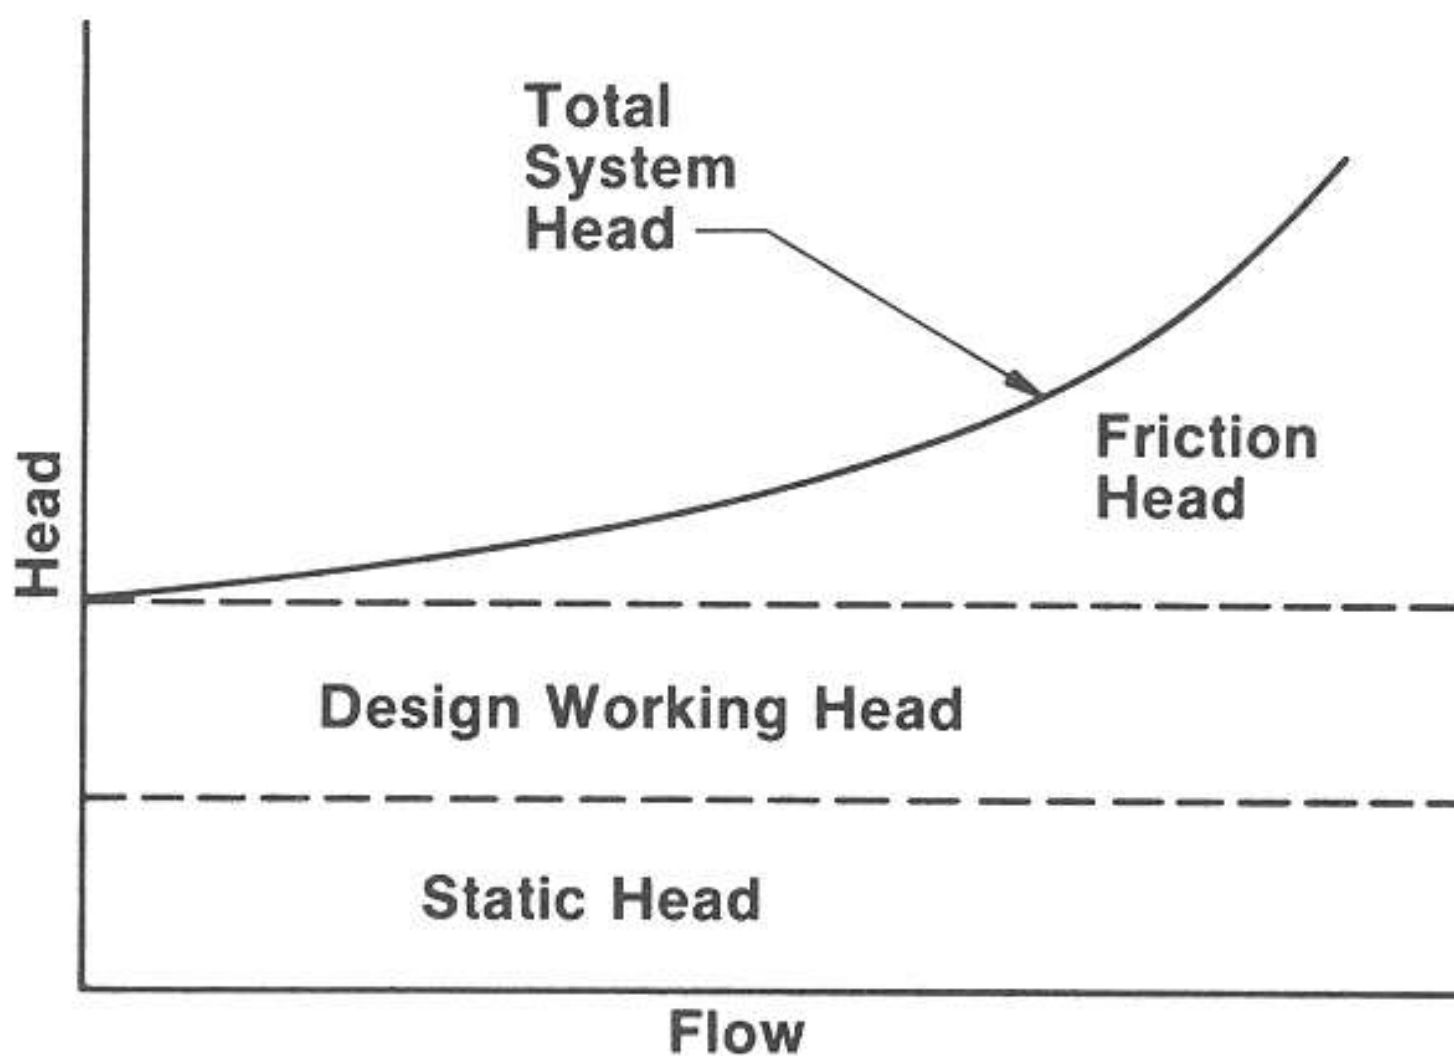 Total
System
Head
Friction
Head
Head
Design Working Head
Static Head
Flow